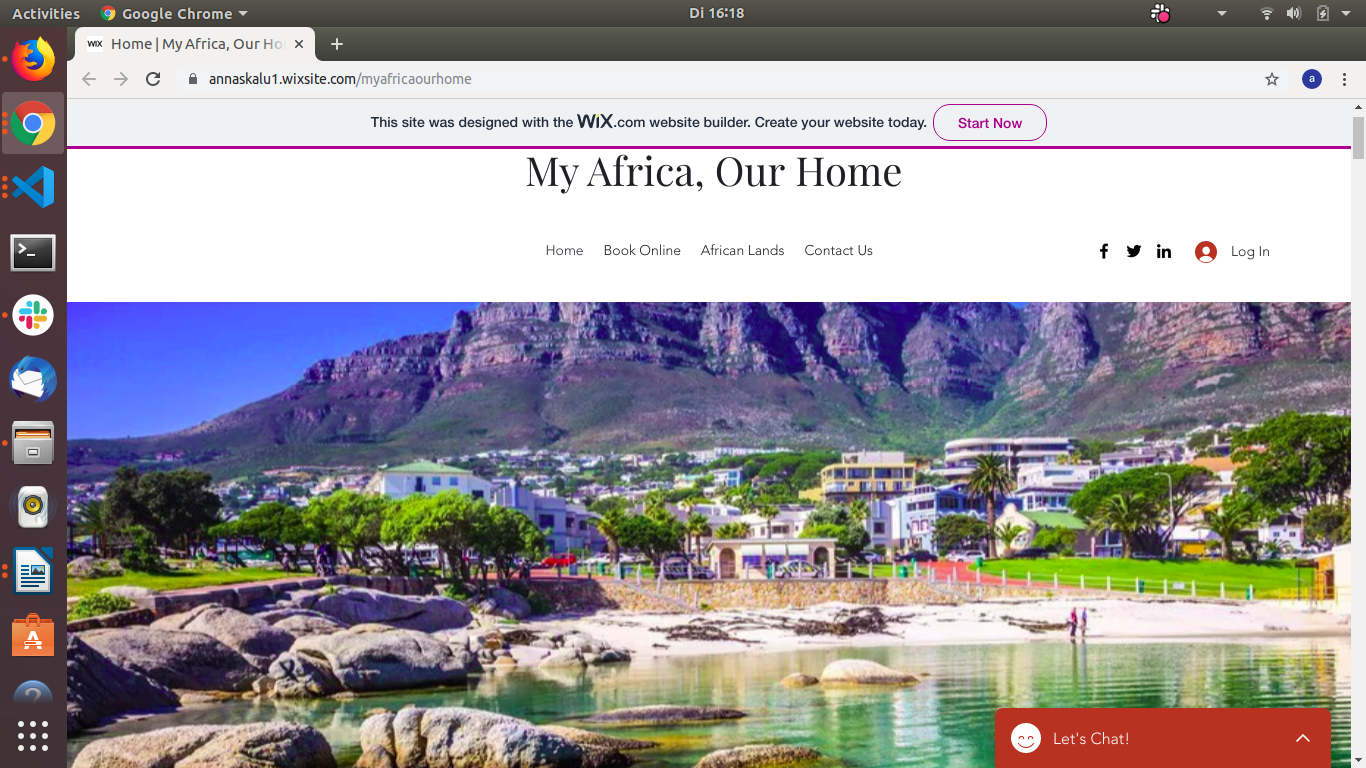 Activities Google Chrome Di 16:18
WiX Home | My Africa, Our Ho
annaskalu1.wixsite.com/myafricaourhome a
This site was designed with the WiX.com website builder. Create your website today. Start Now
My Africa, Our Home
Home Book Online African Lands Contact Us Log In
Let's Chat!